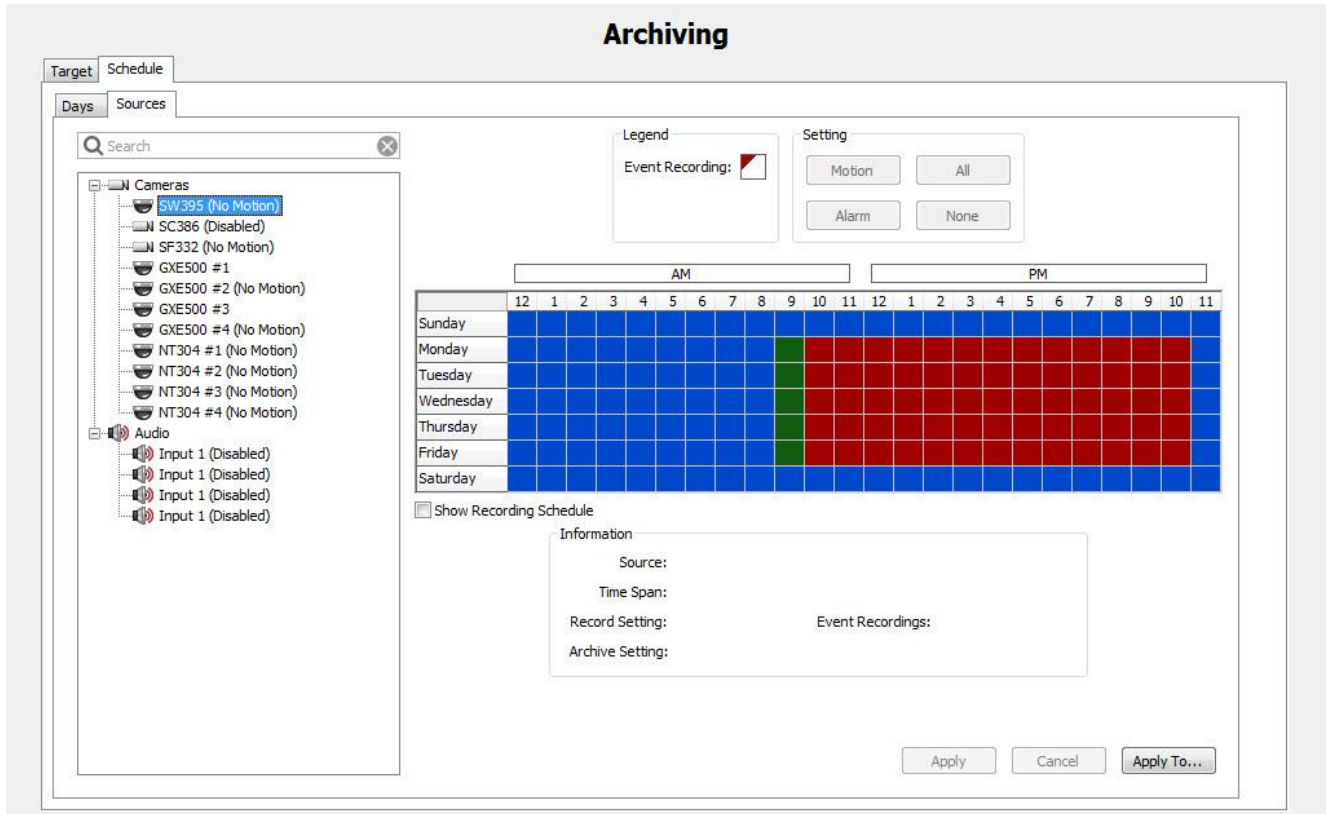 Archiving
Target Schedule
Days Sources
Search
Cameras
SW395 (No Motion)
SC386 (Disabled)
SF332 (No Motion)
GXE500 #1
GXE500 #2 (No Motion)
GXE500 #3
GXE500 #4 (No Motion)
NT304 #1 (No Motion)
NT304 #2 (No Motion)
NT304 #3 (No Motion)
NT304 #4 (No Motion)
Audio
Input 1 (Disabled)
Input 1 (Disabled)
Input 1 (Disabled)
Input 1 (Disabled)
Legend
Event Recording:
Setting
Motion All
Alarm None
AM PM
12 1 2 3 4 5 6 7 8 9 10 11 12 1 2 3 4 5 6 7 8 9 10 11
Sunday
Monday
Tuesday
Wednesday
Thursday
Friday
Saturday
Show Recording Schedule
Information
Source:
Time Span:
Record Setting: Event Recordings:
Archive Setting:
Apply Cancel Apply To...